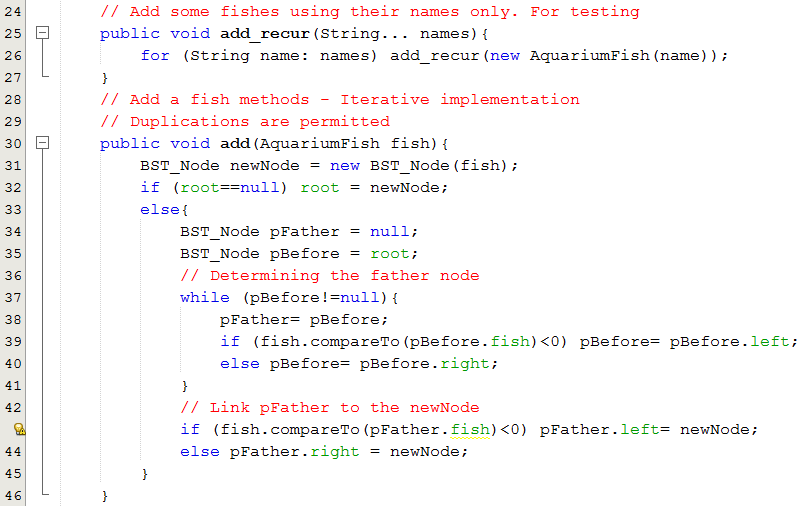 24 // Add some fishes using their names only. For testing
25 public void add_recur(String... names){
26 for (String name: names) add_recur(new AquariumFish(name));
27 }
28 // Add a fish methods - Iterative implementation
29 // Duplications are permitted
30 public void add(AquariumFish fish){
31 BST_Node newNode = new BST_Node(fish);
32 if (root==null) root = newNode;
33 else{
34 BST_Node pFather = null;
35 BST_Node pBefore = root;
36 // Determining the father node
37 while (pBefore!=null){
38 pFather= pBefore;
39 if (fish.compareTo(pBefore.fish)<0) pBefore= pBefore.left;
40 else pBefore= pBefore.right;
41 }
42 // Link pFather to the newNode
if (fish.compareTo(pFather.fish)<0) pFather.left= newNode;
44 else pFather.right = newNode;
45 }
46 }